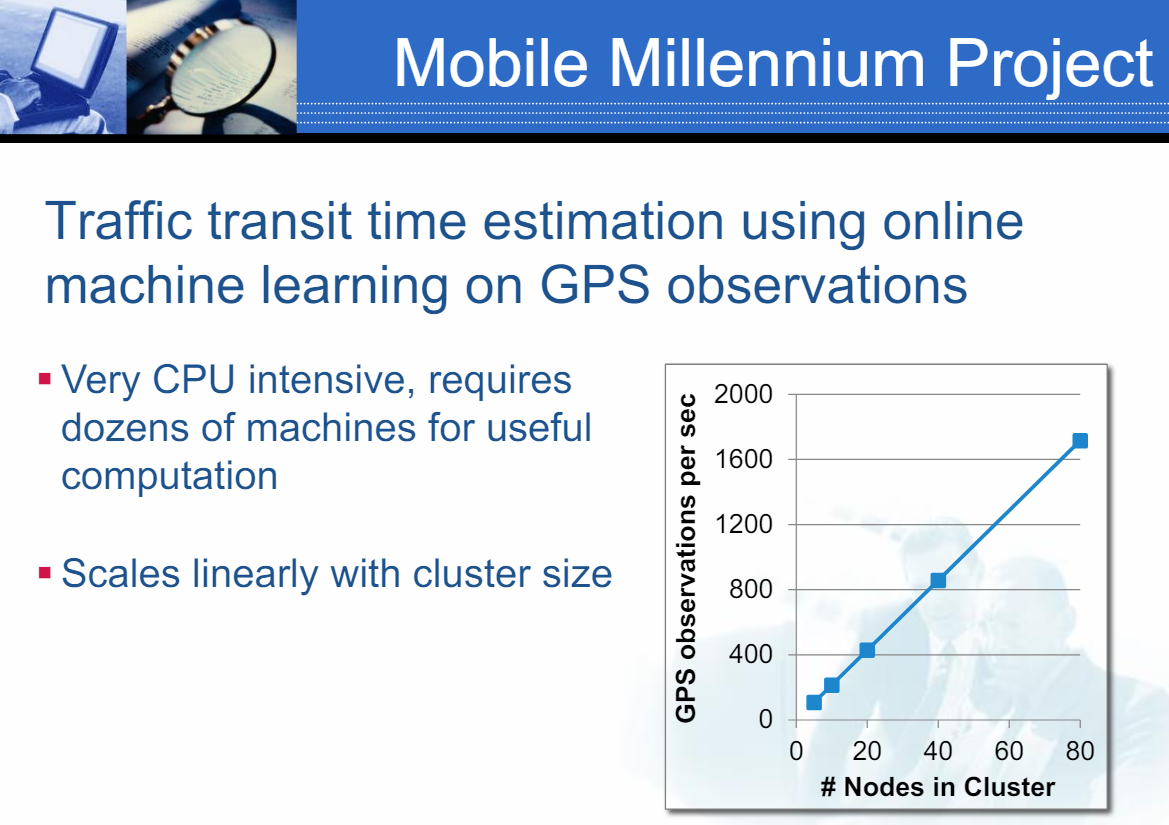 Mobile Millennium Project
Traffic transit time estimation using online
machine learning on GPS observations
▪ Very CPU intensive, requires
dozens of machines for useful
computation
▪ Scales linearly with cluster size
GPS observations per sec
2000
1600
1200
800
400
0
0 20 40 60 80
# Nodes in Cluster